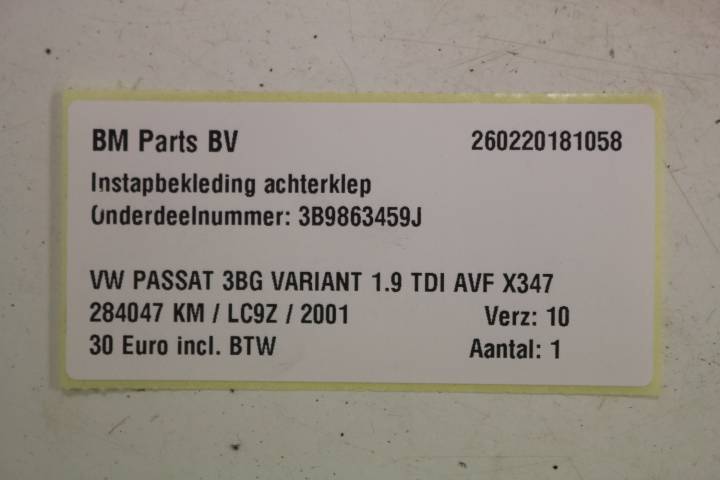 BM Parts BV 260220181058
Instapbekleding achterklep
Onderdeelnummer: 3B9863459J
VW PASSAT 3BG VARIANT 1.9 TDI AVF X347
284047 KM / LC9Z / 2001 Verz: 10
30 Euro incl. BTW Aantal: 1